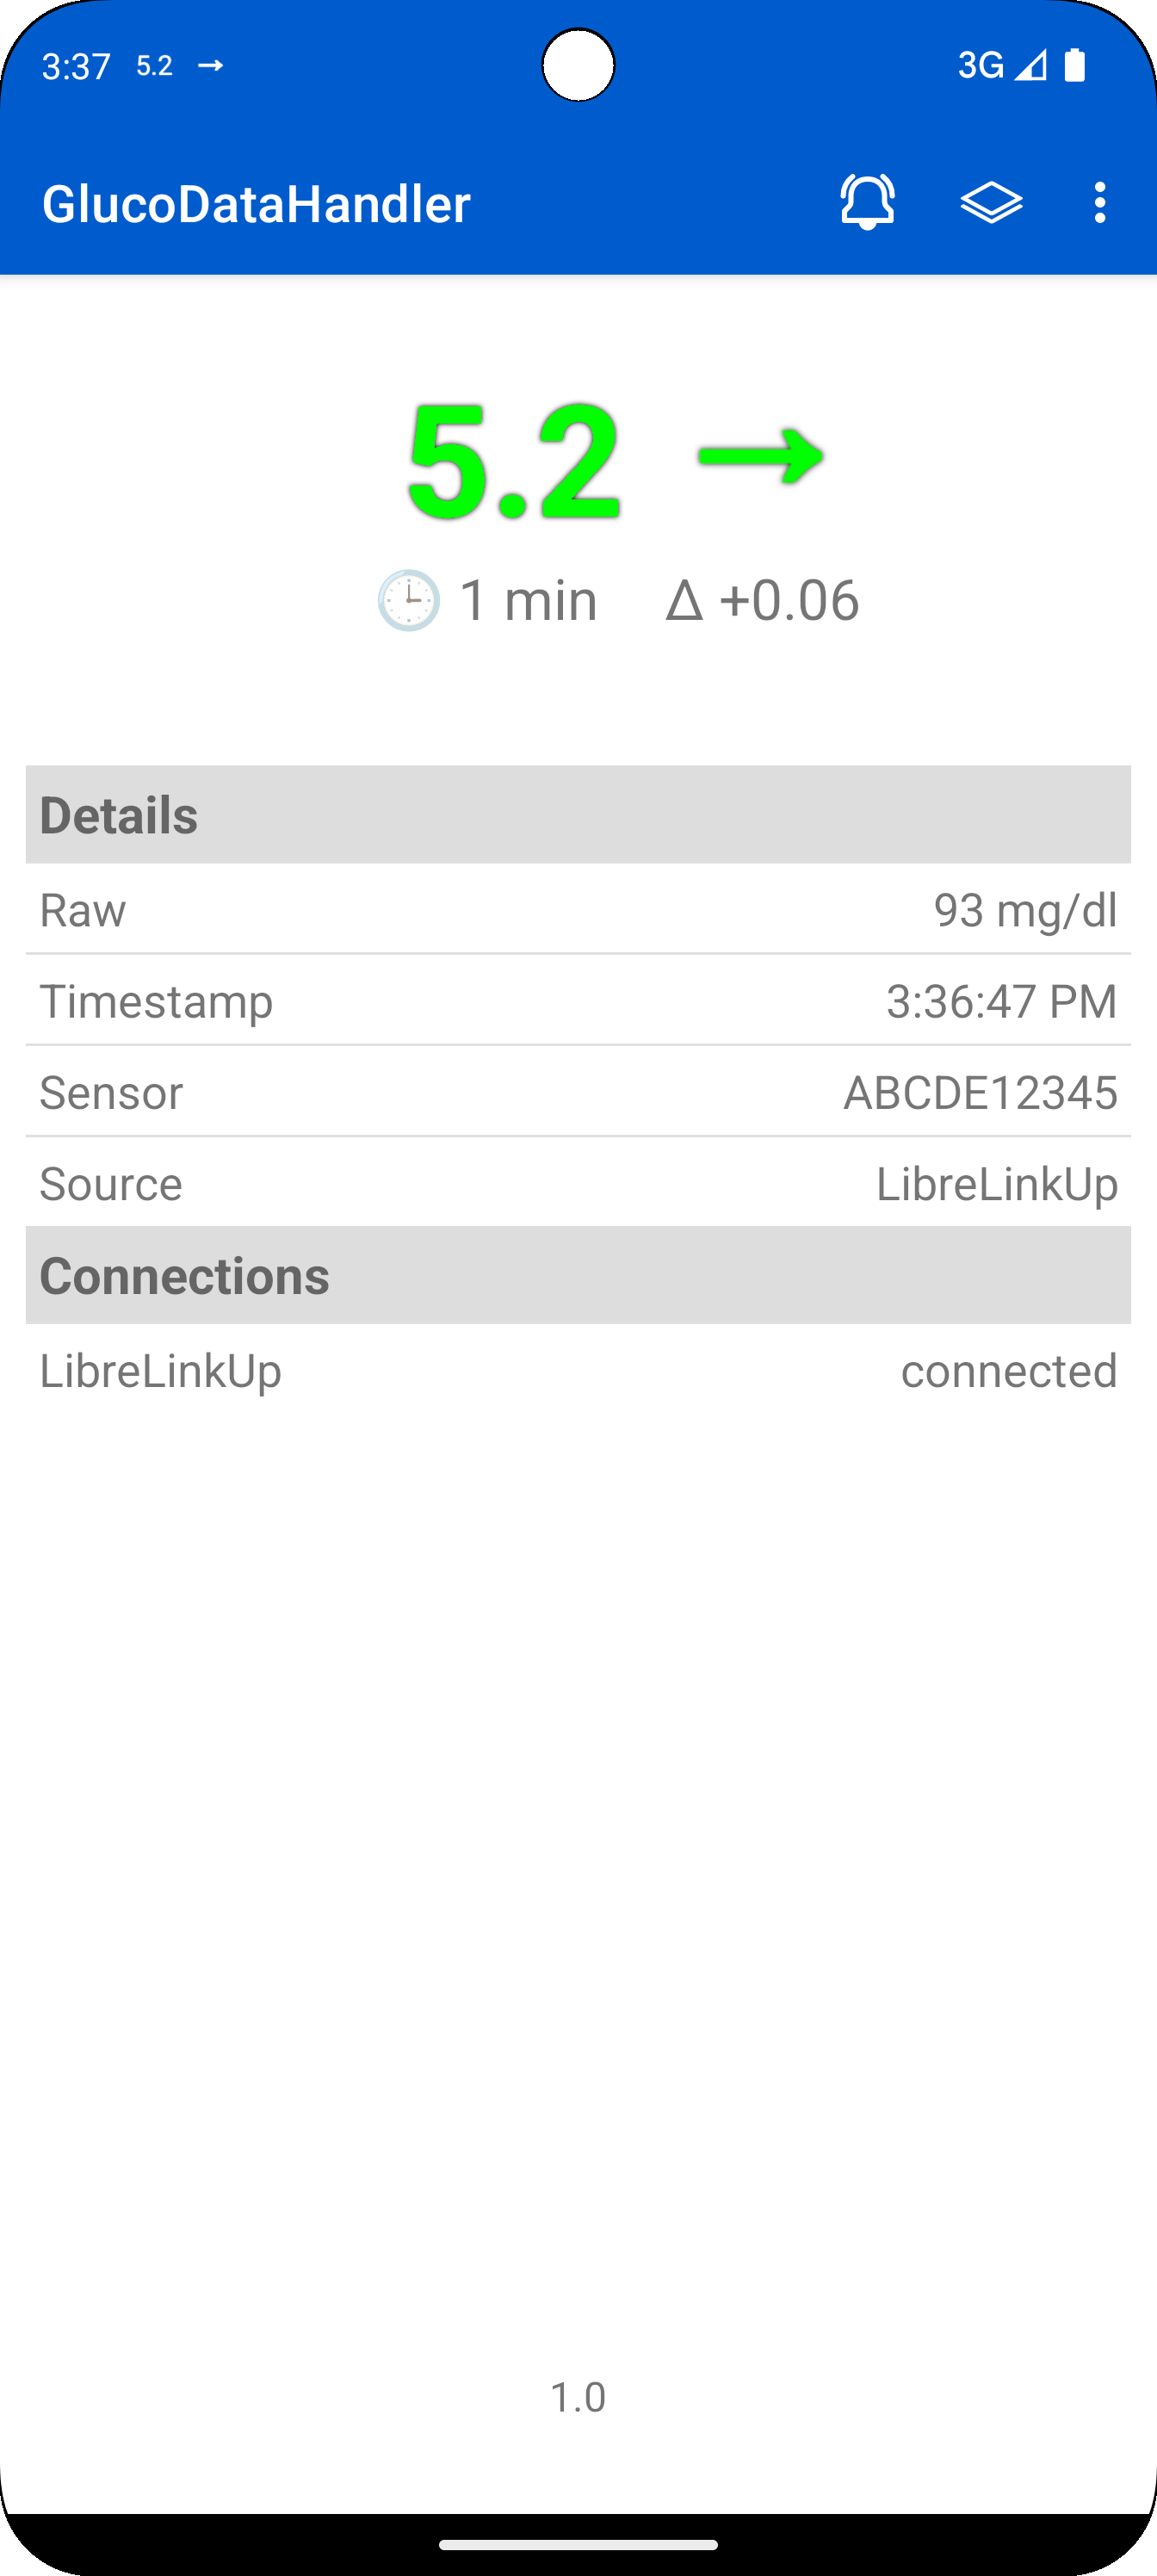 3:37 5.2 → 3G
GlucoDataHandler
5.2 →
🕒 1 min Δ +0.06
Details
Raw 93 mg/dl
Timestamp 3:36:47 PM
Sensor ABCDE12345
Source LibreLinkUp
Connections
LibreLinkUp connected
1.0